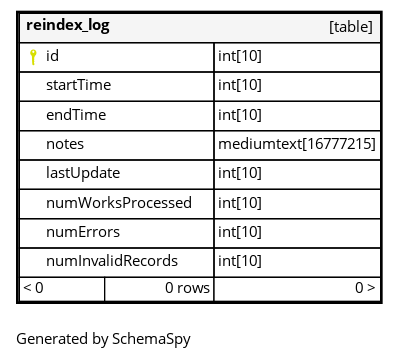 reindex_log [table]
id int[10]
startTime int[10]
endTime int[10]
notes mediumtext[16777215]
lastUpdate int[10]
numWorksProcessed int[10]
numErrors int[10]
numInvalidRecords int[10]
< 0 0 rows 0 >
Generated by SchemaSpy